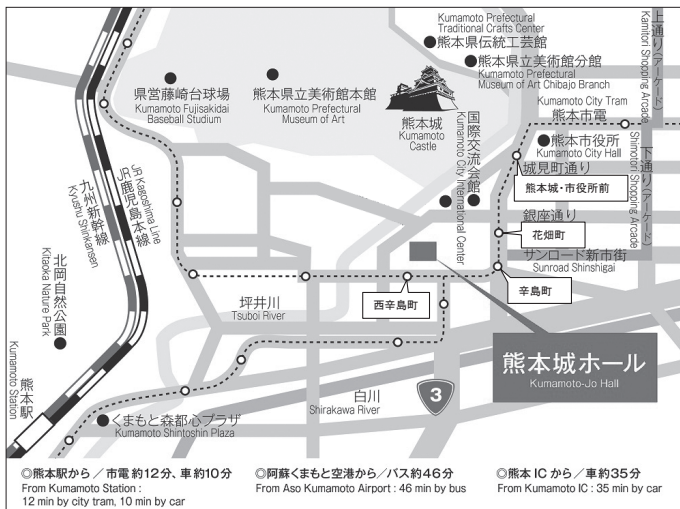 Kumamoto Prefectural
Traditional Crafts Center
熊本県伝統工芸館
熊本県立美術館分館
Kumamoto Prefectural
Museum of Art Chibajo Branch
上通り(アーケード)
Kamitori Shopping Arcade
県営藤崎台球場
Kumamoto Fujisakidai
Baseball Studium
熊本県立美術館本館
Kumamoto Prefectural
Museum of Art
熊本城
Kumamoto
Castle
国際交流会館
Kumamoto City International Center
Kumamoto City Tram
熊本市電
熊本市役所
Kumamoto City Hall
下通り(アーケード)
Shimotori Shopping Arcade
城見町通り
熊本城・市役所前
銀座通り
花畑町
サンロード新市街
Sunroad Shinshigai
辛島町
西辛島町
JR Kagoshima Line
JR鹿児島本線
九州新幹線
Kyushu Shinkansen
北岡自然公園
Kitaoka Nature Park
坪井川
Tsuboi River
熊本城ホール
Kumamoto-Jo Hall
白川
Shirakawa River
3
熊本駅
Kumamoto Station
くまもと森都心プラザ
Kumamoto Shintoshin Plaza
◎熊本駅から/市電 約12分、車 約10分
From Kumamoto Station :
12 min by city tram, 10 min by car
◎阿蘇くまもと空港から/バス約46分
From Aso Kumamoto Airport : 46 min by bus
◎熊本 IC から/車約35分
From Kumamoto IC : 35 min by car